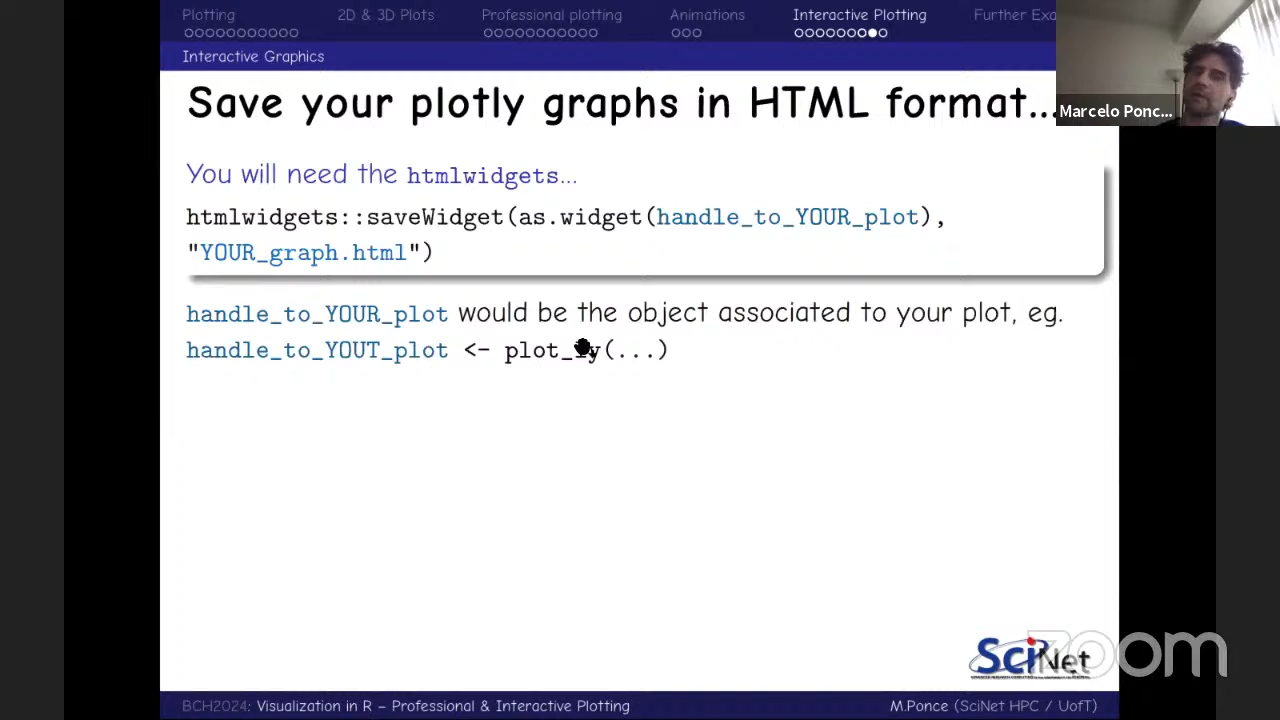 Plotting 2D & 3D Plots Professional plotting Animations Interactive Plotting Further Exa
Interactive Graphics
Save your plotly graphs in HTML format...
Marcelo Ponc...
You will need the htmlwidgets...
htmlwidgets::saveWidget(as.widget(handle_to_YOUR_plot),
"YOUR_graph.html")
handle_to_YOUR_plot would be the object associated to your plot, eg.
handle_to_YOUT_plot <- plot_ly(...)
SciNet
zoom
BCH2024: Visualization in R – Professional & Interactive Plotting M.Ponce (SciNet HPC / UofT)